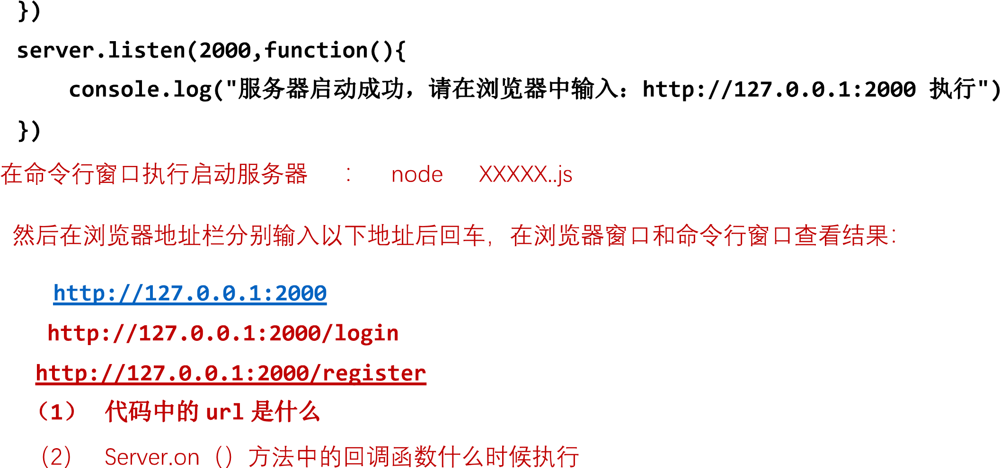 })
server.listen(2000,function(){
console.log("服务器启动成功，请在浏览器中输入：http://127.0.0.1:2000 执行")
})
在命令行窗口执行启动服务器 : node XXXXX..js
然后在浏览器地址栏分别输入以下地址后回车，在浏览器窗口和命令行窗口查看结果：
http://127.0.0.1:2000
http://127.0.0.1:2000/login
http://127.0.0.1:2000/register
（1） 代码中的 url 是什么
（2） Server.on（）方法中的回调函数什么时候执行